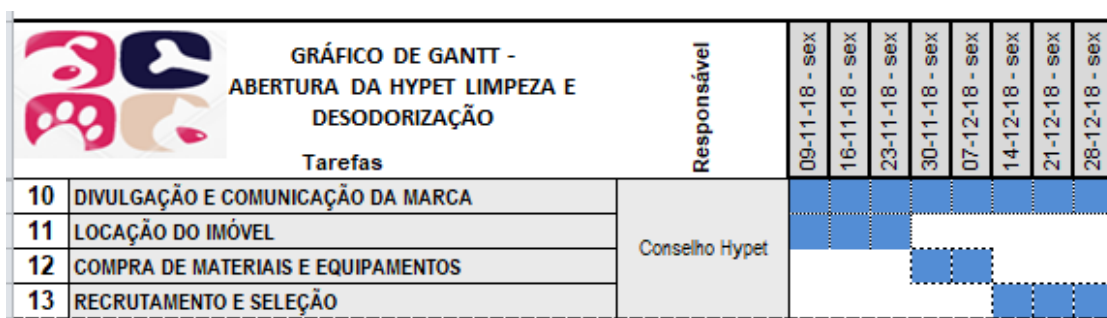 GRÁFICO DE GANTT -
ABERTURA DA HYPET LIMPEZA E
DESODORIZAÇÃO
Tarefas
Responsável
09-11-18 - sex
16-11-18 - sex
23-11-18 - sex
30-11-18 - sex
07-12-18 - sex
14-12-18 - sex
21-12-18 - sex
28-12-18 - sex
10 DIVULGAÇÃO E COMUNICAÇÃO DA MARCA
11 LOCAÇÃO DO IMÓVEL
12 COMPRA DE MATERIAIS E EQUIPAMENTOS
13 RECRUTAMENTO E SELEÇÃO
Conselho Hypet